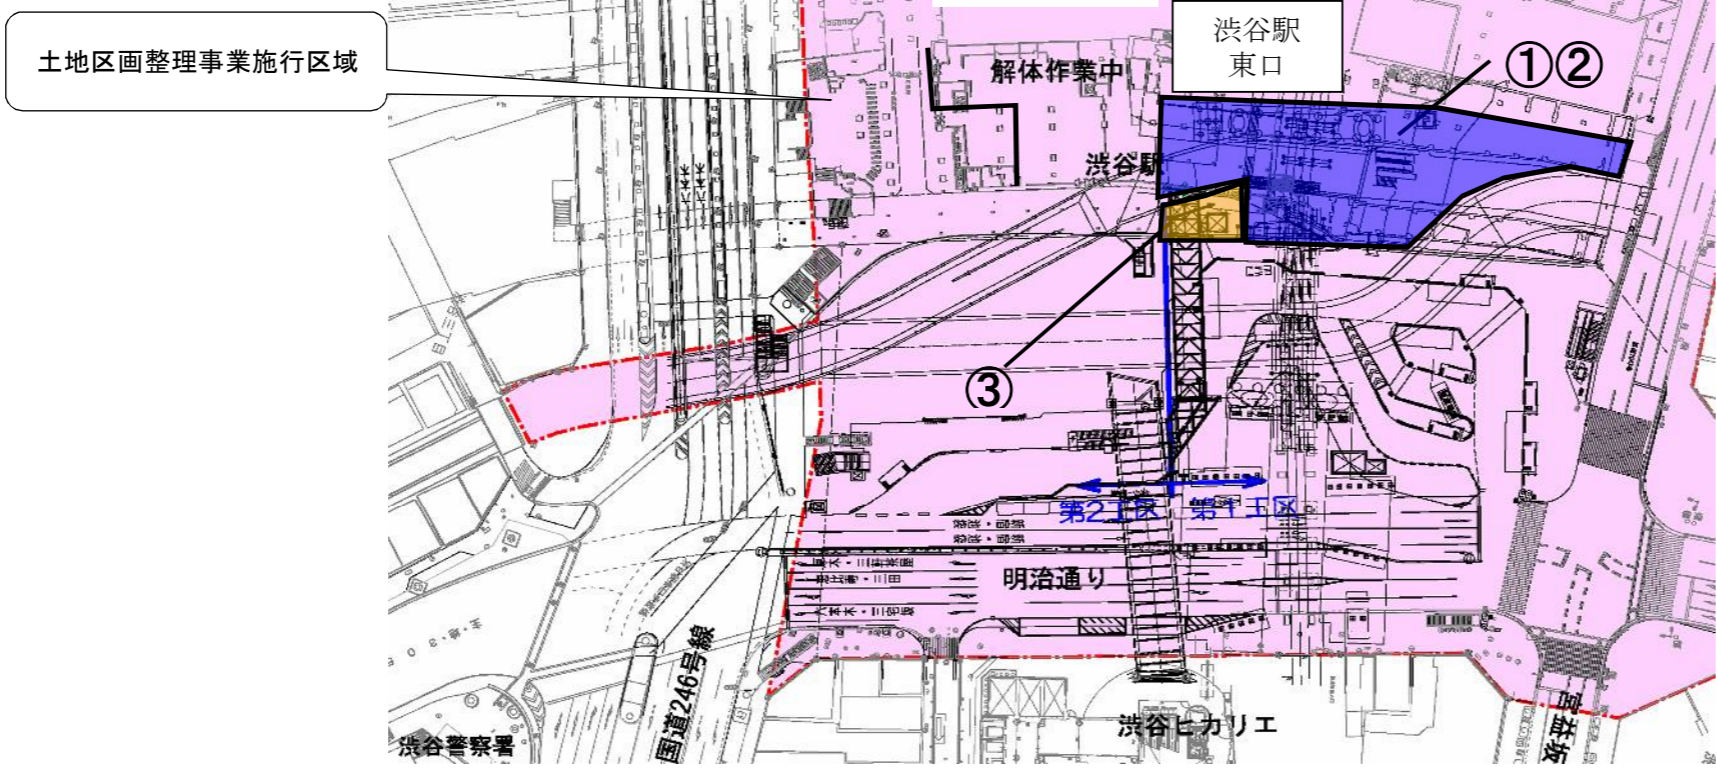 土地区画整理事業施行区域
渋谷駅
東口
解体作業中
①②
渋谷駅
③
第2工区
第1工区
明治通り
国道246号線
渋谷ヒカリエ
渋谷警察署
宮益坂